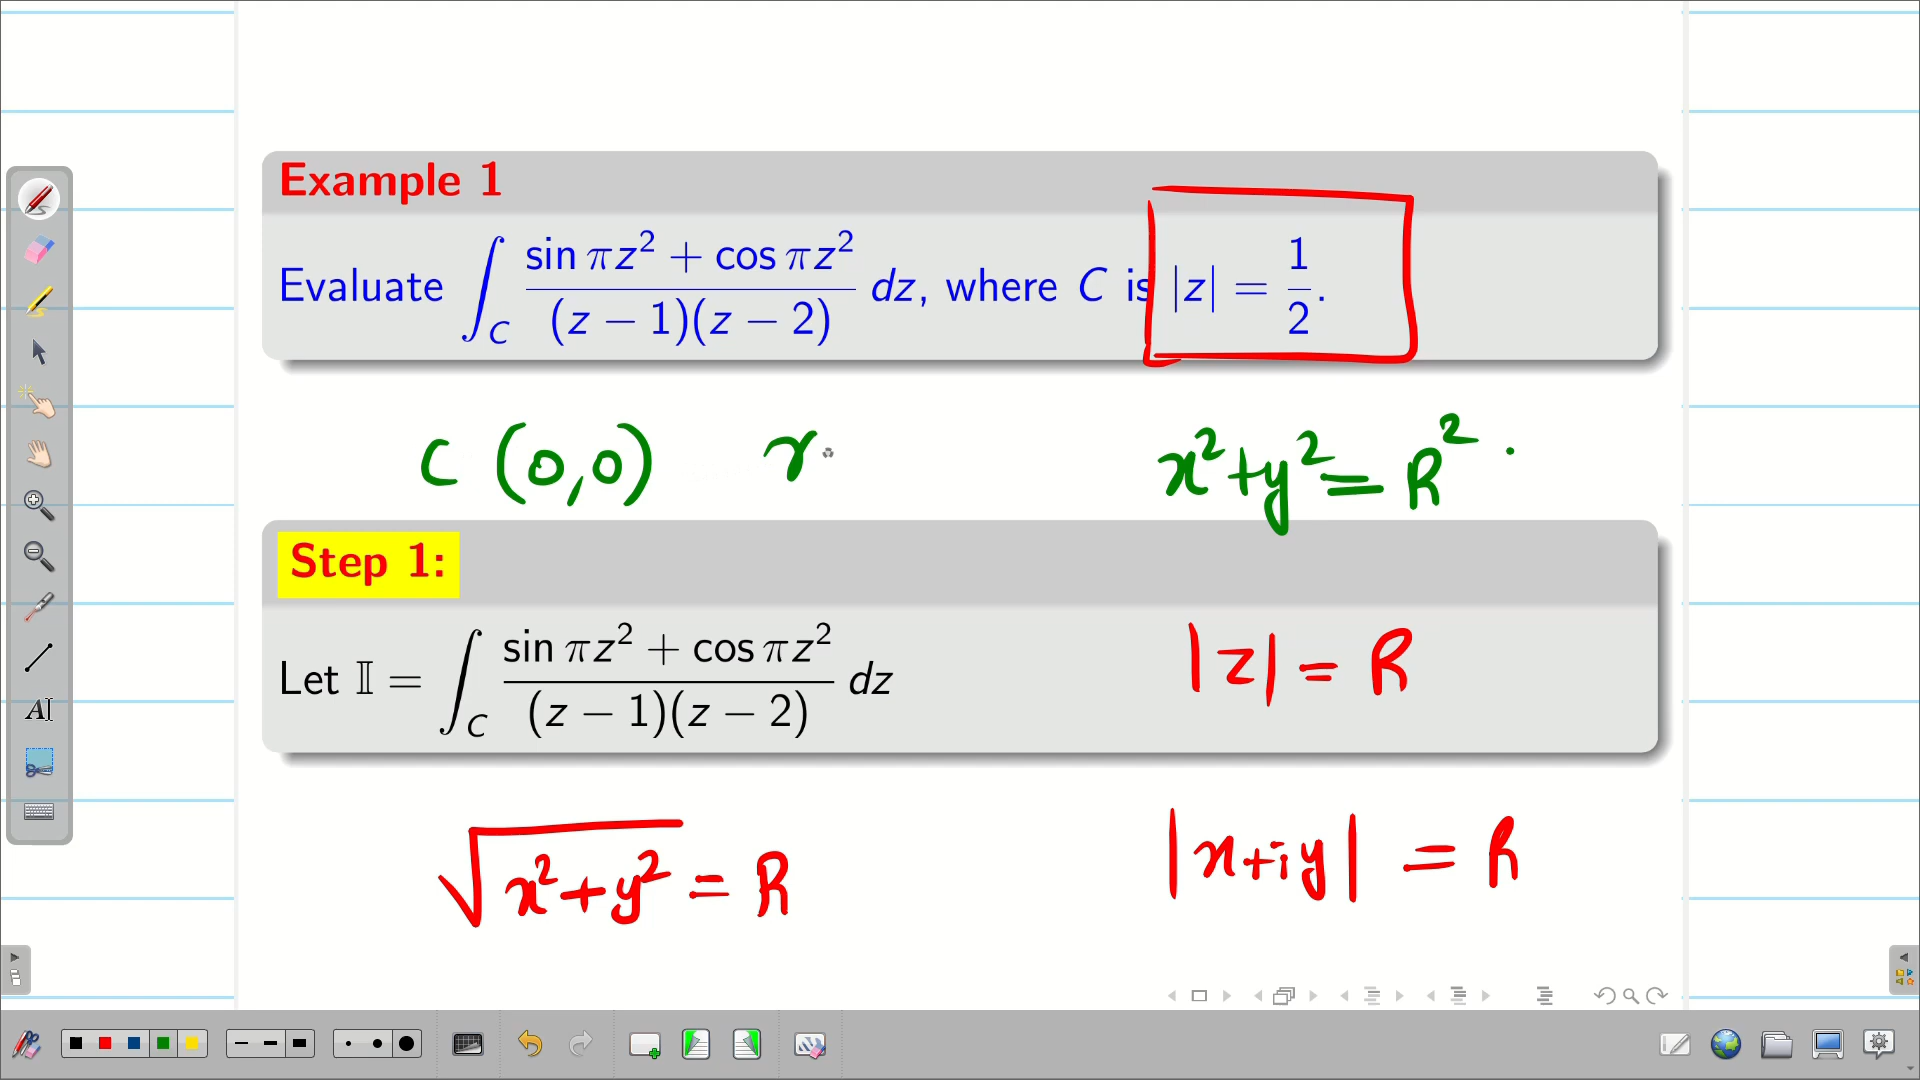 Example 1
Evaluate ∫_C (sin πz² + cos πz²)/((z − 1)(z − 2)) dz, where C is |z| = 1/2.
C (0,0) r x²+y² = R²
Step 1:
Let 𝕀 = ∫_C (sin πz² + cos πz²)/((z − 1)(z − 2)) dz |z| = R
√(x²+y²) = R |x+iy| = R